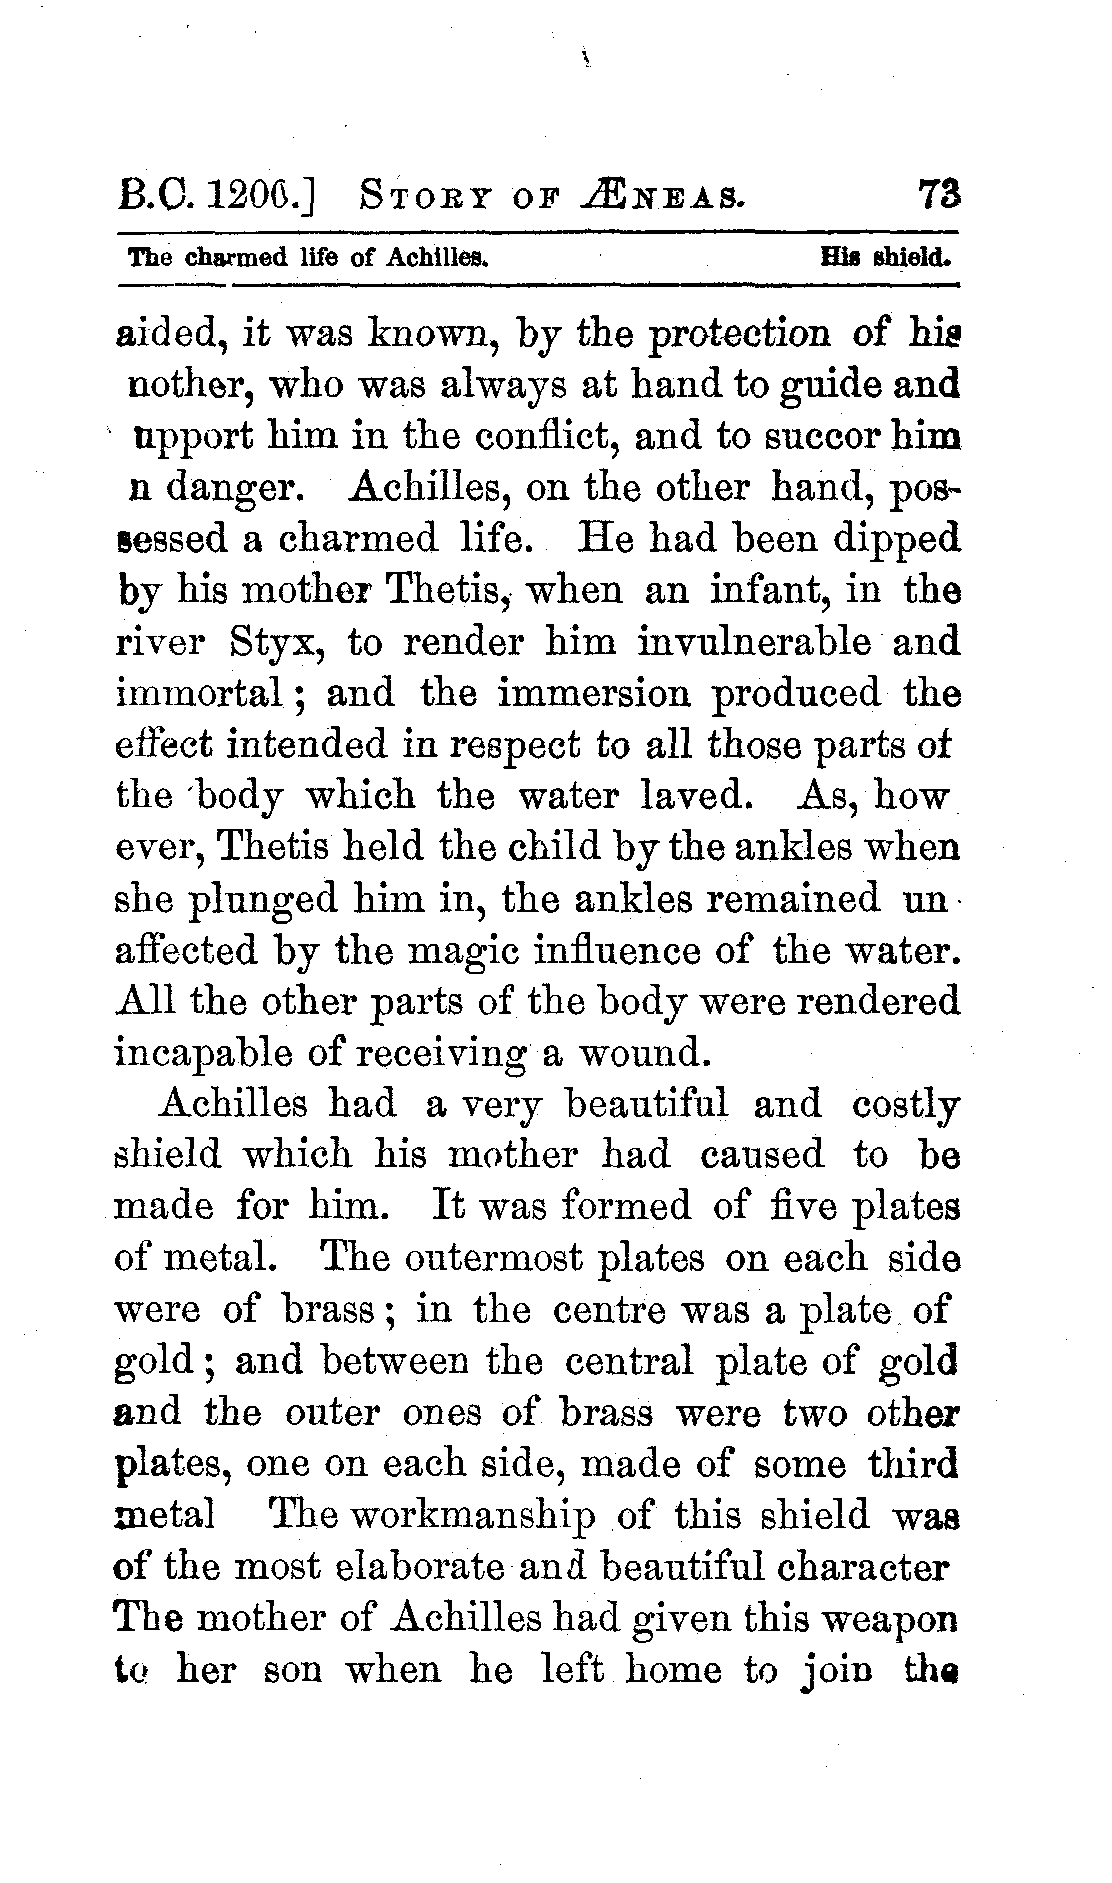 B.C. 1200.] STORY OF ÆNEAS. 73
The charmed life of Achilles. His shield.
aided, it was known, by the protection of his
nother, who was always at hand to guide and
upport him in the conflict, and to succor him
n danger. Achilles, on the other hand, pos-
sessed a charmed life. He had been dipped
by his mother Thetis, when an infant, in the
river Styx, to render him invulnerable and
immortal; and the immersion produced the
effect intended in respect to all those parts of
the body which the water laved. As, how
ever, Thetis held the child by the ankles when
she plunged him in, the ankles remained un-
affected by the magic influence of the water.
All the other parts of the body were rendered
incapable of receiving a wound.
Achilles had a very beautiful and costly
shield which his mother had caused to be
made for him. It was formed of five plates
of metal. The outermost plates on each side
were of brass; in the centre was a plate of
gold; and between the central plate of gold
and the outer ones of brass were two other
plates, one on each side, made of some third
metal The workmanship of this shield was
of the most elaborate and beautiful character
The mother of Achilles had given this weapon
to her son when he left home to join the